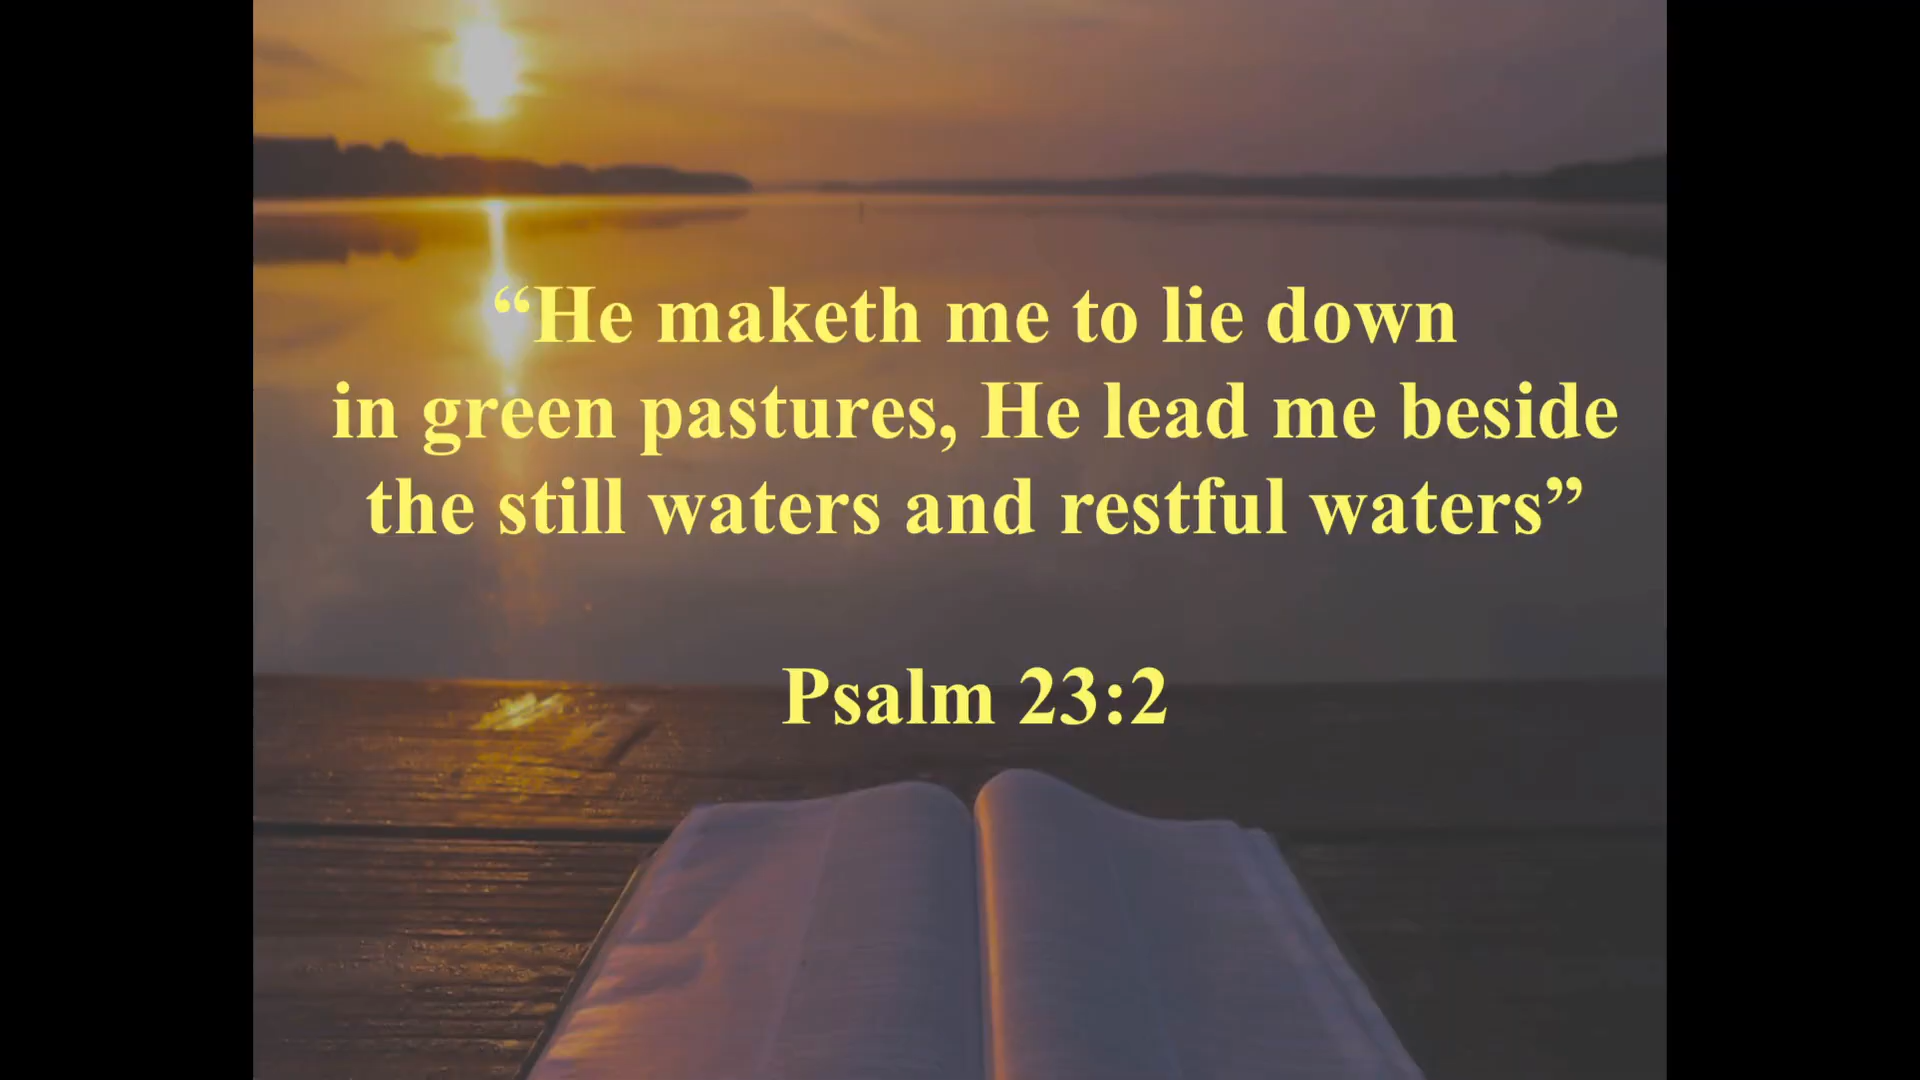 “He maketh me to lie down
in green pastures, He lead me beside
the still waters and restful waters”
Psalm 23:2